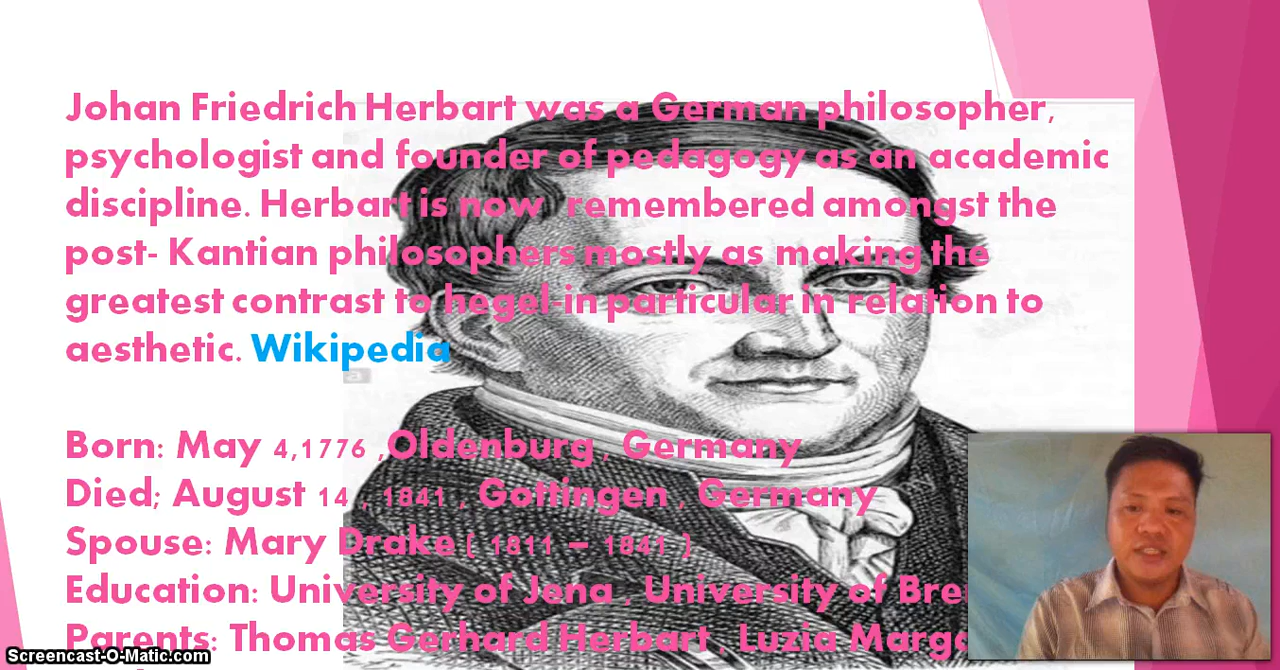 Johan Friedrich Herbart was a German philosopher,
psychologist and founder of pedagogy as an academic
discipline. Herbart is now remembered amongst the
post- Kantian philosophers mostly as making the
greatest contrast to hegel-in particular in relation to
aesthetic. Wikipedia
Born: May 4,1776 ,Oldenburg , Germany
Died; August 14 , 1841 , Gottingen , Germany
Spouse: Mary Drake ( 1811 – 1841 )
Education: University of Jena , University of Bre
Parents: Thomas Gerhard Herbart , Luzia Marga
Screencast-O-Matic.com